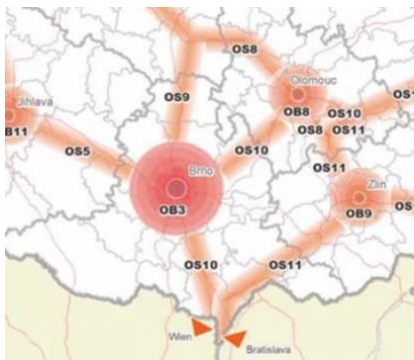 OS8
Olomouc
OS9
OB8
OS10
Jihlava
OB11
OS8
OS11
OS5
OS10
OS11
Brno
Zlín
OB3
OB9
OS10
OS11
Wien
Bratislava